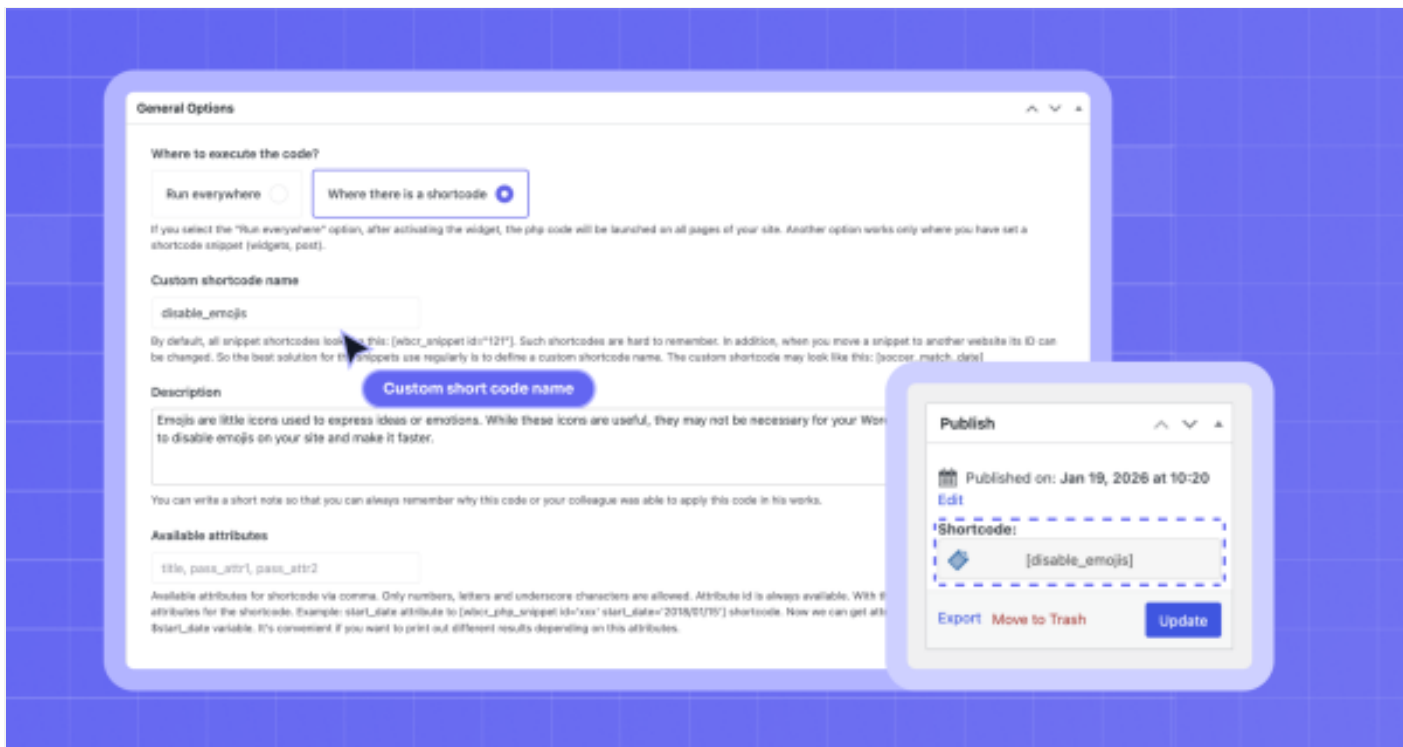 General Options
Where to execute the code?
Run everywhere
Where there is a shortcode
If you select the "Run everywhere" option, after activating the widget, the php code will be launched on all pages of your site. Another option works only where you have set a
shortcode snippet (widgets, post).
Custom shortcode name
disable_emojis
By default, all snippet shortcodes look this: [wbcr_snippet id="121"]. Such shortcodes are hard to remember. In addition, when you move a snippet to another website its ID can
be changed. So the best solution for the snippets use regularly is to define a custom shortcode name. The custom shortcode may look like this: [soccer_match_date]
Custom short code name
Description
Emojis are little icons used to express ideas or emotions. While these icons are useful, they may not be necessary for your Wor
to disable emojis on your site and make it faster.
You can write a short note so that you can always remember why this code or your colleague was able to apply this code in his works.
Available attributes
title, pass_attr1, pass_attr2
Available attributes for shortcode via comma. Only numbers, letters and underscore characters are allowed. Attribute id is always available. With
attributes for the shortcode. Example: start_date attribute to [wbcr_php_snippet id='xxx' start_date='2018/01/15'] shortcode. Now we can get
$start_date variable. It's convenient if you want to print out different results depending on this attributes.
Publish
Published on: Jan 19, 2026 at 10:20
Edit
Shortcode:
[disable_emojis]
Export Move to Trash
Update